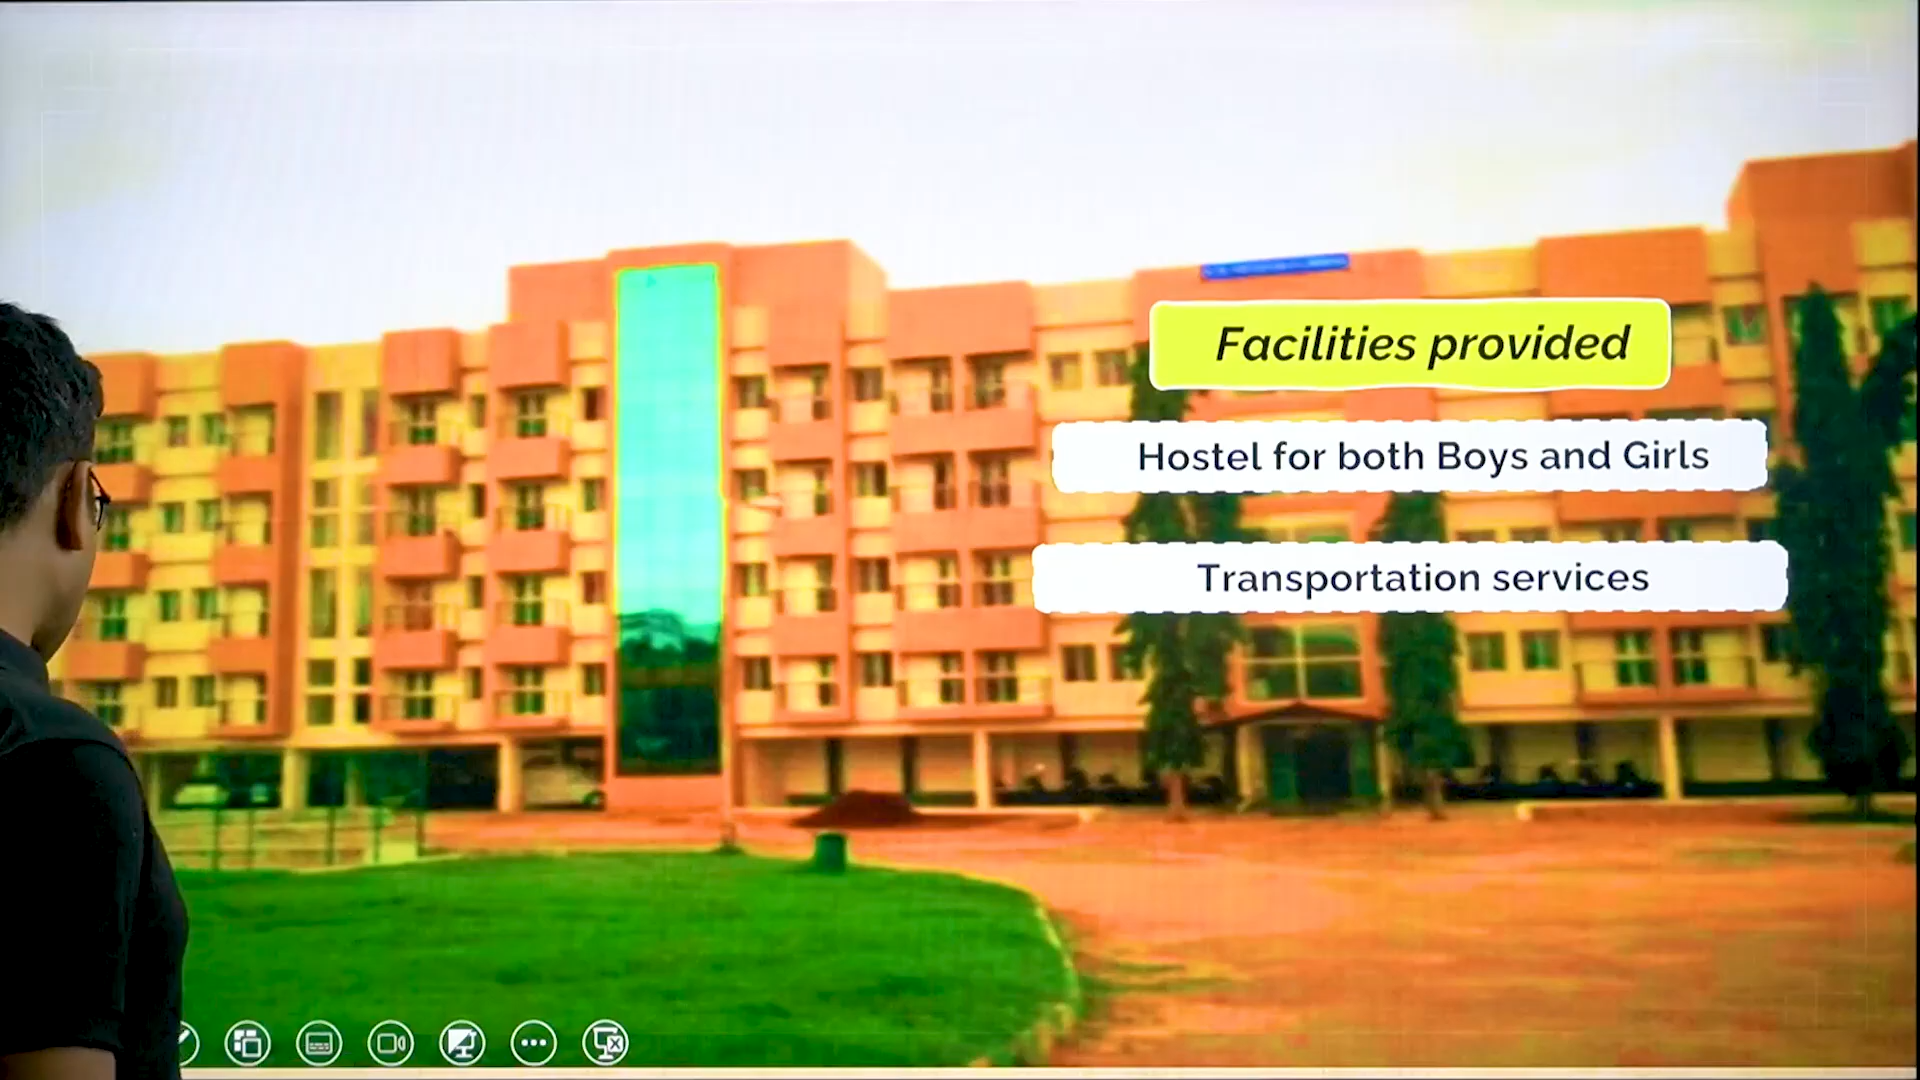 Facilities provided
Hostel for both Boys and Girls
Transportation services